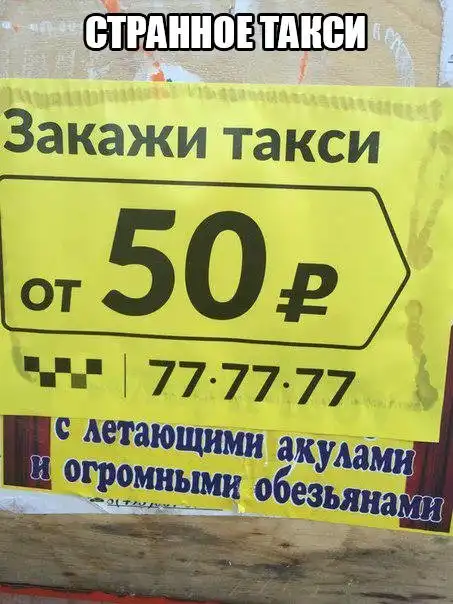 СТРАННОЕ ТАКСИ
Закажи такси
от 50 ₽
77·77·77
с летающими акулами
и огромными обезьянами